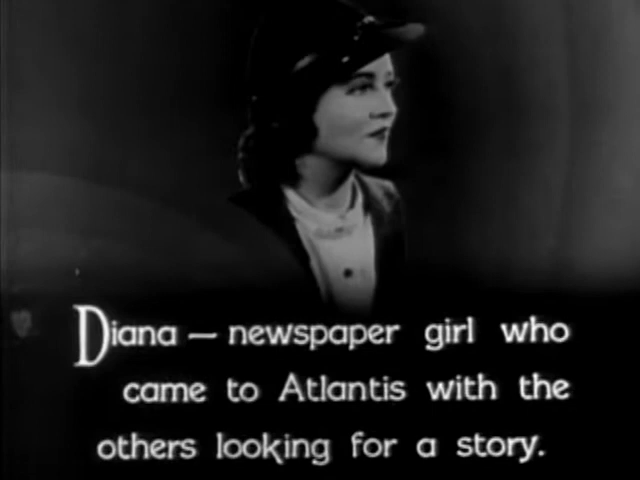 Diana — newspaper girl who
came to Atlantis with the
others looking for a story.